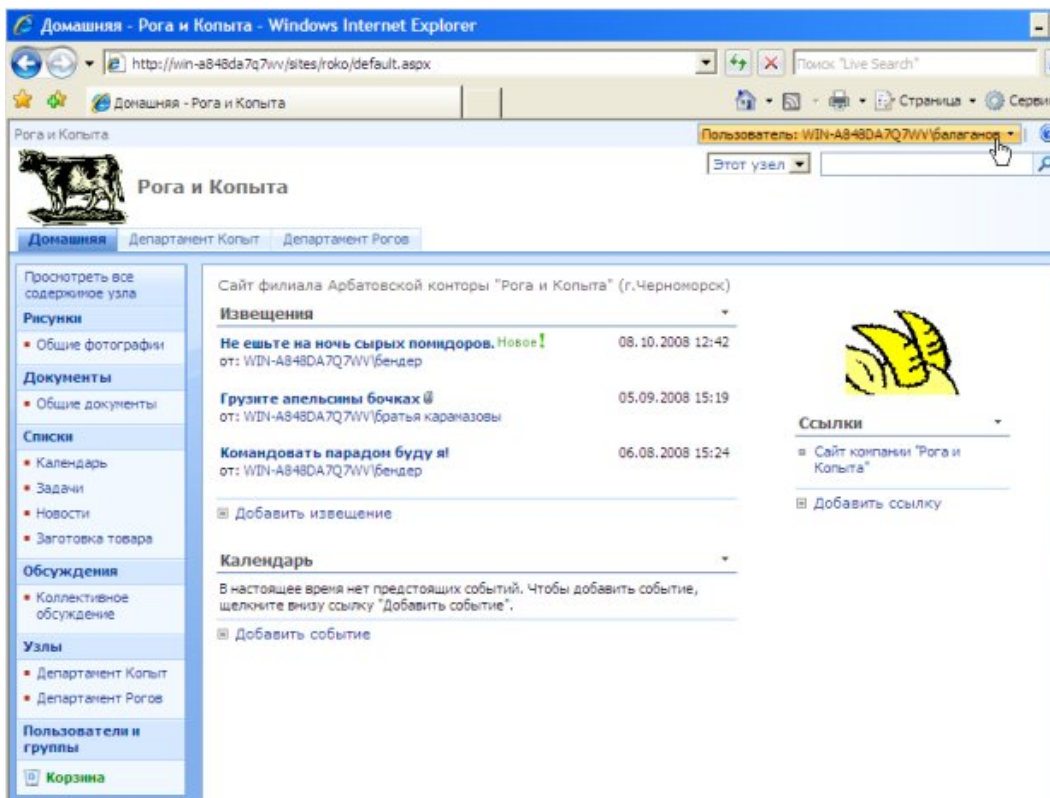 Домашняя - Рога и Копыта - Windows Internet Explorer
http://win-a848da7q7wv/sites/roko/default.aspx
Поиск "Live Search"
Домашняя - Рога и Копыта
Страница
Сервис
Рога и Копыта
Пользователь: WIN-A848DA7Q7WV\балаганов
Этот узел
Рога и Копыта
Домашняя
Департамент Копыт
Департамент Рогов
Просмотреть все
содержимое узла
Рисунки
Общие фотографии
Документы
Общие документы
Списки
Календарь
Задачи
Новости
Заготовка товара
Обсуждения
Коллективное
обсуждение
Узлы
Департамент Копыт
Департамент Рогов
Пользователи и
группы
Корзина
Сайт филиала Арбатовской конторы "Рога и Копыта" (г.Черноморск)
Извещения
Не ешьте на ночь сырых помидоров. Новое! 08.10.2008 12:42
от: WIN-A848DA7Q7WV\бендер
Грузите апельсины бочках 05.09.2008 15:19
от: WIN-A848DA7Q7WV\братья карамазовы
Командовать парадом буду я! 06.08.2008 15:24
от: WIN-A848DA7Q7WV\бендер
Добавить извещение
Календарь
В настоящее время нет предстоящих событий. Чтобы добавить событие,
щелкните внизу ссылку "Добавить событие".
Добавить событие
Ссылки
Сайт компании "Рога и
Копыта"
Добавить ссылку